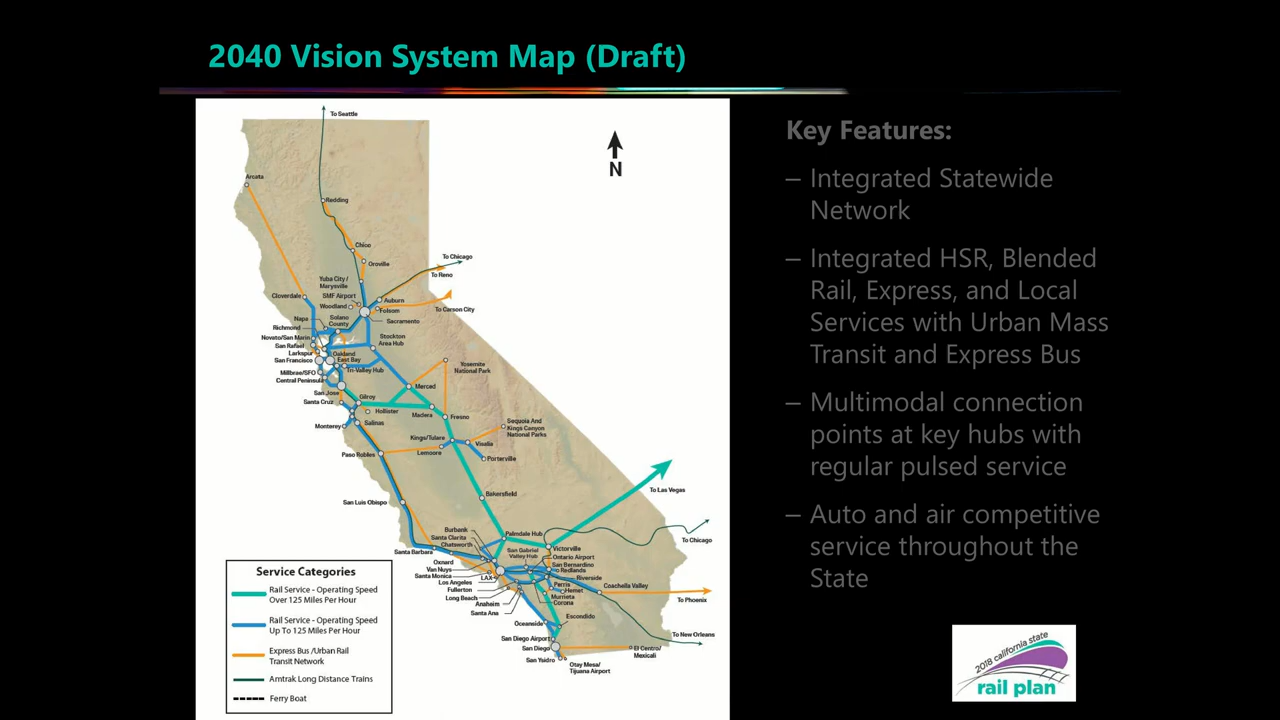 2040 Vision System Map (Draft)
To Seattle
N
Arcata
Redding
Chico
Oroville
To Chicago
To Reno
Yuba City /
Marysville
SMF Airport
Woodland
Auburn
Folsom
To Carson City
Cloverdale
Napa
Solano
County
Sacramento
Richmond
Novato/San Marin
San Rafael
Larkspur
San Francisco
Oakland
East Bay
Stockton
Area Hub
Tri-Valley Hub
Millbrae/SFO
Central Peninsula
Yosemite
National Park
San Jose
Santa Cruz
Gilroy
Merced
Hollister
Madera
Fresno
Monterey
Salinas
Sequoia And
Kings Canyon
National Parks
Kings/Tulare
Visalia
Lemoore
Paso Robles
Porterville
San Luis Obispo
Bakersfield
To Las Vegas
Burbank
Santa Clarita
Chatsworth
Palmdale Hub
To Chicago
Santa Barbara
San Gabriel
Valley Hub
Victorville
Ontario Airport
San Bernardino
Redlands
Oxnard
Van Nuys
Santa Monica
LAX
Los Angeles
Riverside
Perris
Hemet
Coachella Valley
Fullerton
Long Beach
Murrieta
Corona
To Phoenix
Anaheim
Santa Ana
Escondido
Oceanside
To New Orleans
San Diego Airport
San Diego
El Centro/
Mexicali
San Ysidro
Otay Mesa/
Tijuana Airport
Service Categories
Rail Service - Operating Speed
Over 125 Miles Per Hour
Rail Service - Operating Speed
Up To 125 Miles Per Hour
Express Bus /Urban Rail
Transit Network
Amtrak Long Distance Trains
Ferry Boat
Key Features:
– Integrated Statewide
Network
– Integrated HSR, Blended
Rail, Express, and Local
Services with Urban Mass
Transit and Express Bus
– Multimodal connection
points at key hubs with
regular pulsed service
– Auto and air competitive
service throughout the
State
2018 california state
rail plan